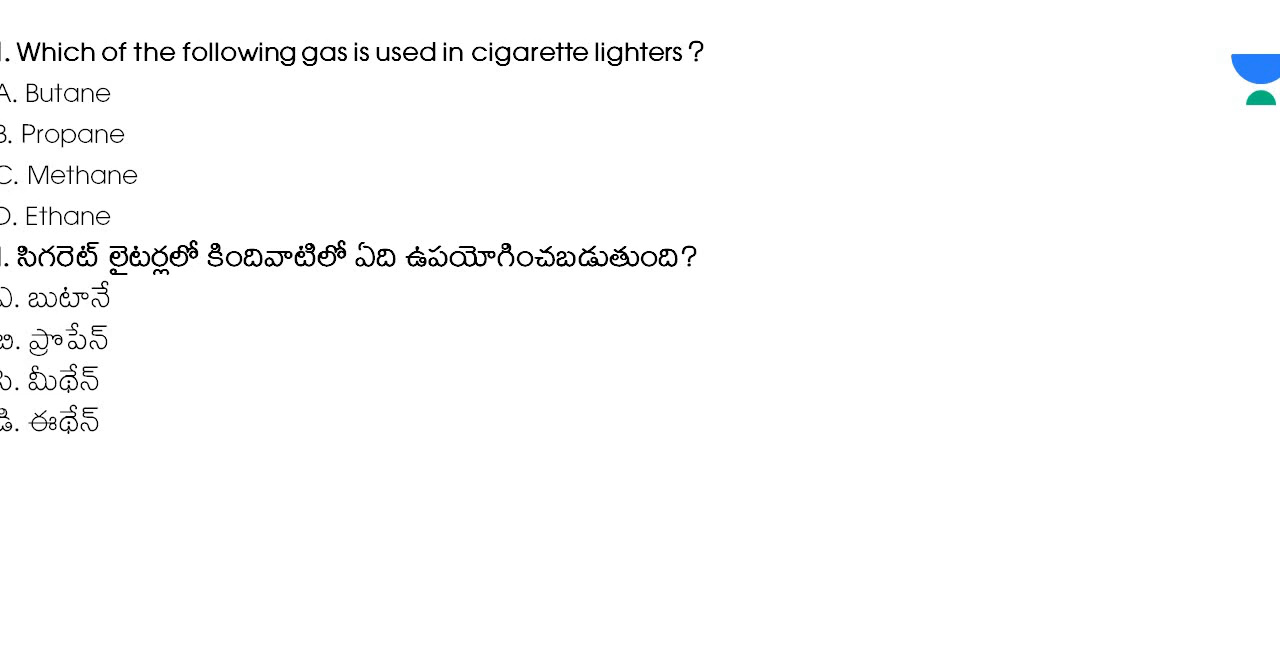 1. Which of the following gas is used in cigarette lighters ?
A. Butane
B. Propane
C. Methane
D. Ethane
1. సిగరెట్ లైటర్లలో కిందివాటిలో ఏది ఉపయోగించబడుతుంది?
ఎ. బుటానే
బి. ప్రొపేన్
సి. మీథేన్
డి. ఈథేన్